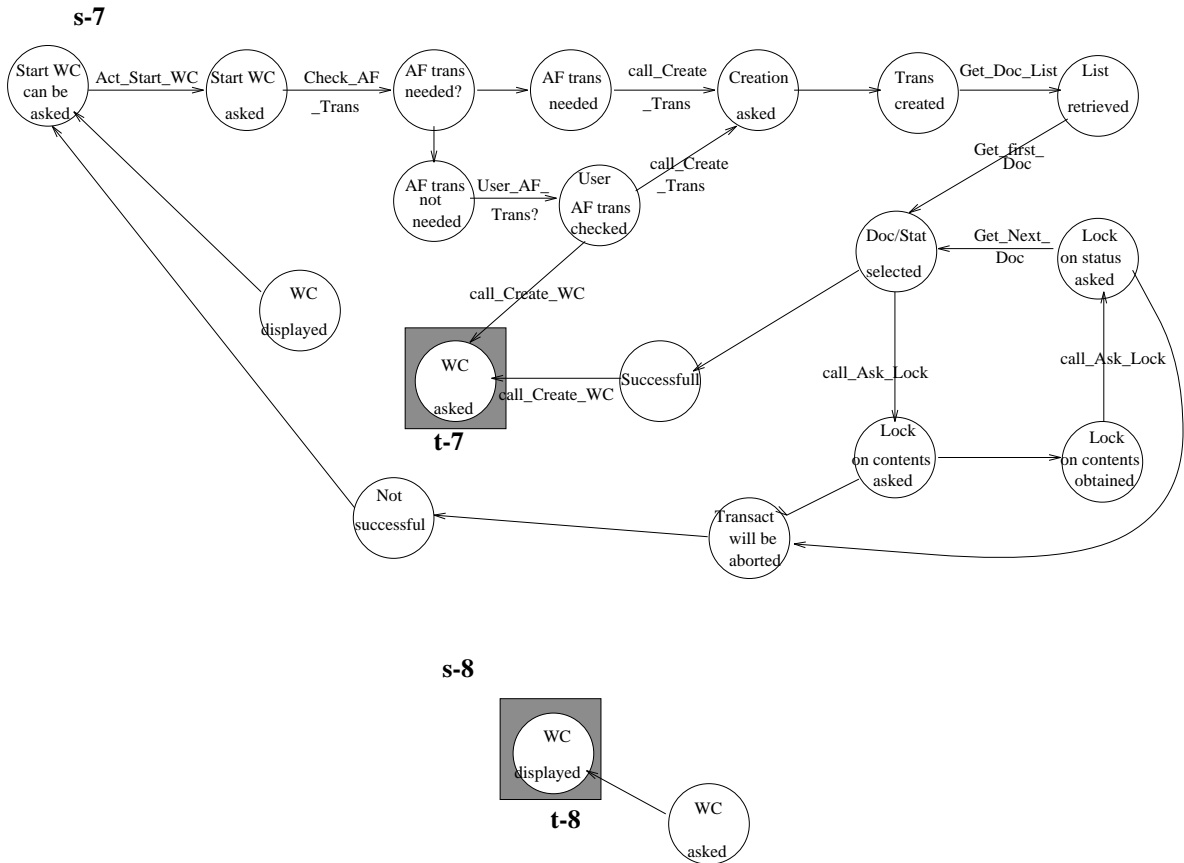 s-7
Start WC
can be
asked
Act_Start_WC
Start WC
asked
Check_AF
_Trans
AF trans
needed?
AF trans
needed
call_Create
_Trans
Creation
asked
Trans
created
Get_Doc_List
List
retrieved
AF trans
not
needed
User_AF_
Trans?
User
AF trans
checked
call_Create
_Trans
Get_first_
Doc
Doc/Stat
selected
Get_Next_
Doc
Lock
on status
asked
WC
displayed
call_Create_WC
WC
asked
t-7
call_Create_WC
Successfull
call_Ask_Lock
call_Ask_Lock
Lock
on contents
asked
Lock
on contents
obtained
Not
successful
Transact
will be
aborted
s-8
WC
displayed
t-8
WC
asked